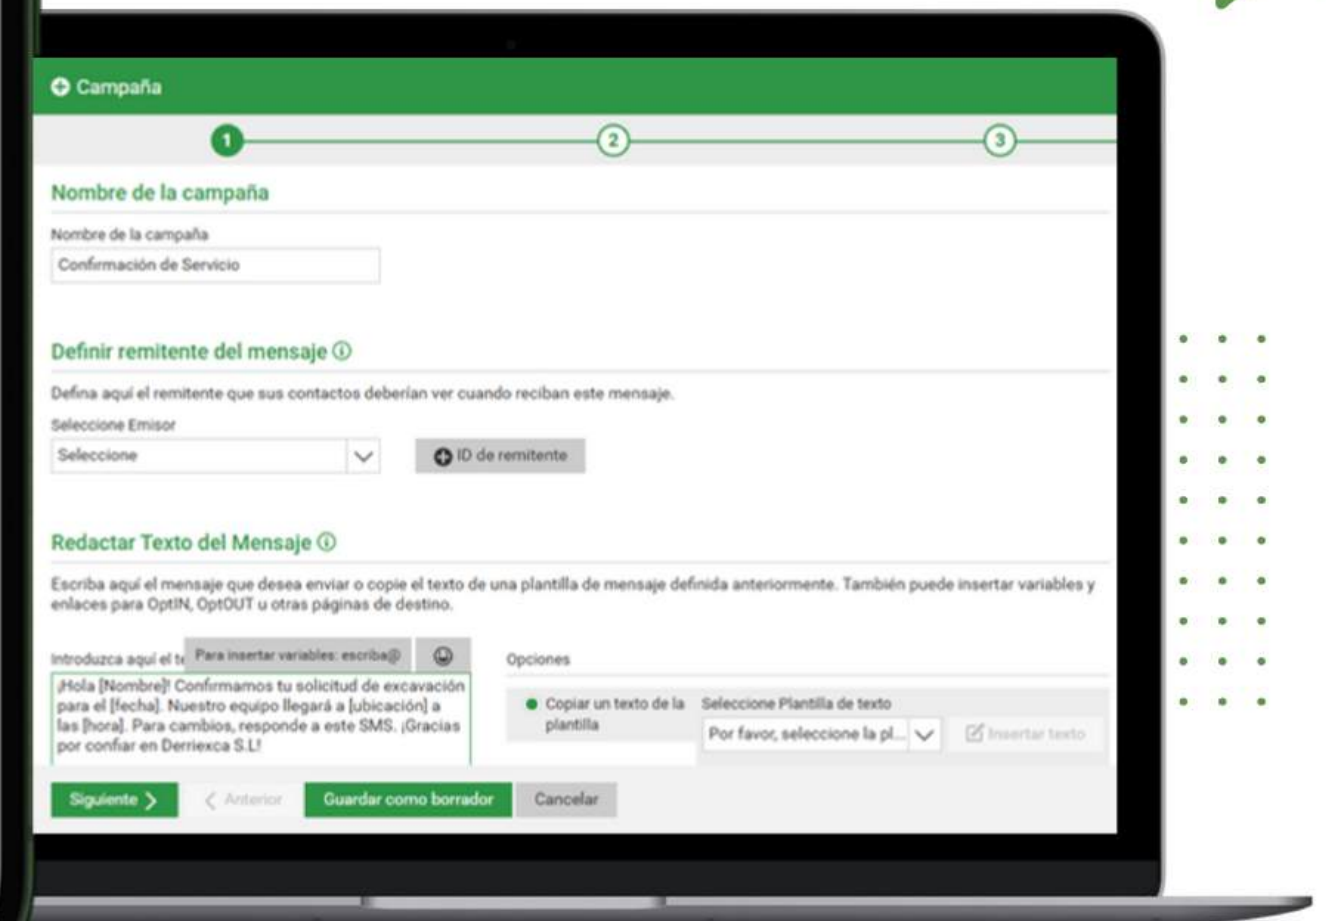 Campaña
1 2 3
Nombre de la campaña
Nombre de la campaña
Confirmación de Servicio
Definir remitente del mensaje
Defina aquí el remitente que sus contactos deberían ver cuando reciban este mensaje.
Seleccione Emisor
Seleccione
ID de remitente
Redactar Texto del Mensaje
Escriba aquí el mensaje que desea enviar o copie el texto de una plantilla de mensaje definida anteriormente. También puede insertar variables y
enlaces para OptIN, OptOUT u otras páginas de destino.
Introduzca aquí el te Para insertar variables: escriba@
¡Hola [Nombre]! Confirmamos tu solicitud de excavación
para el [fecha]. Nuestro equipo llegará a [ubicación] a
las [hora]. Para cambios, responde a este SMS. ¡Gracias
por confiar en Derriexca S.L!
Opciones
Copiar un texto de la
plantilla
Seleccione Plantilla de texto
Por favor, seleccione la pl...
Insertar texto
Siguiente Anterior Guardar como borrador Cancelar